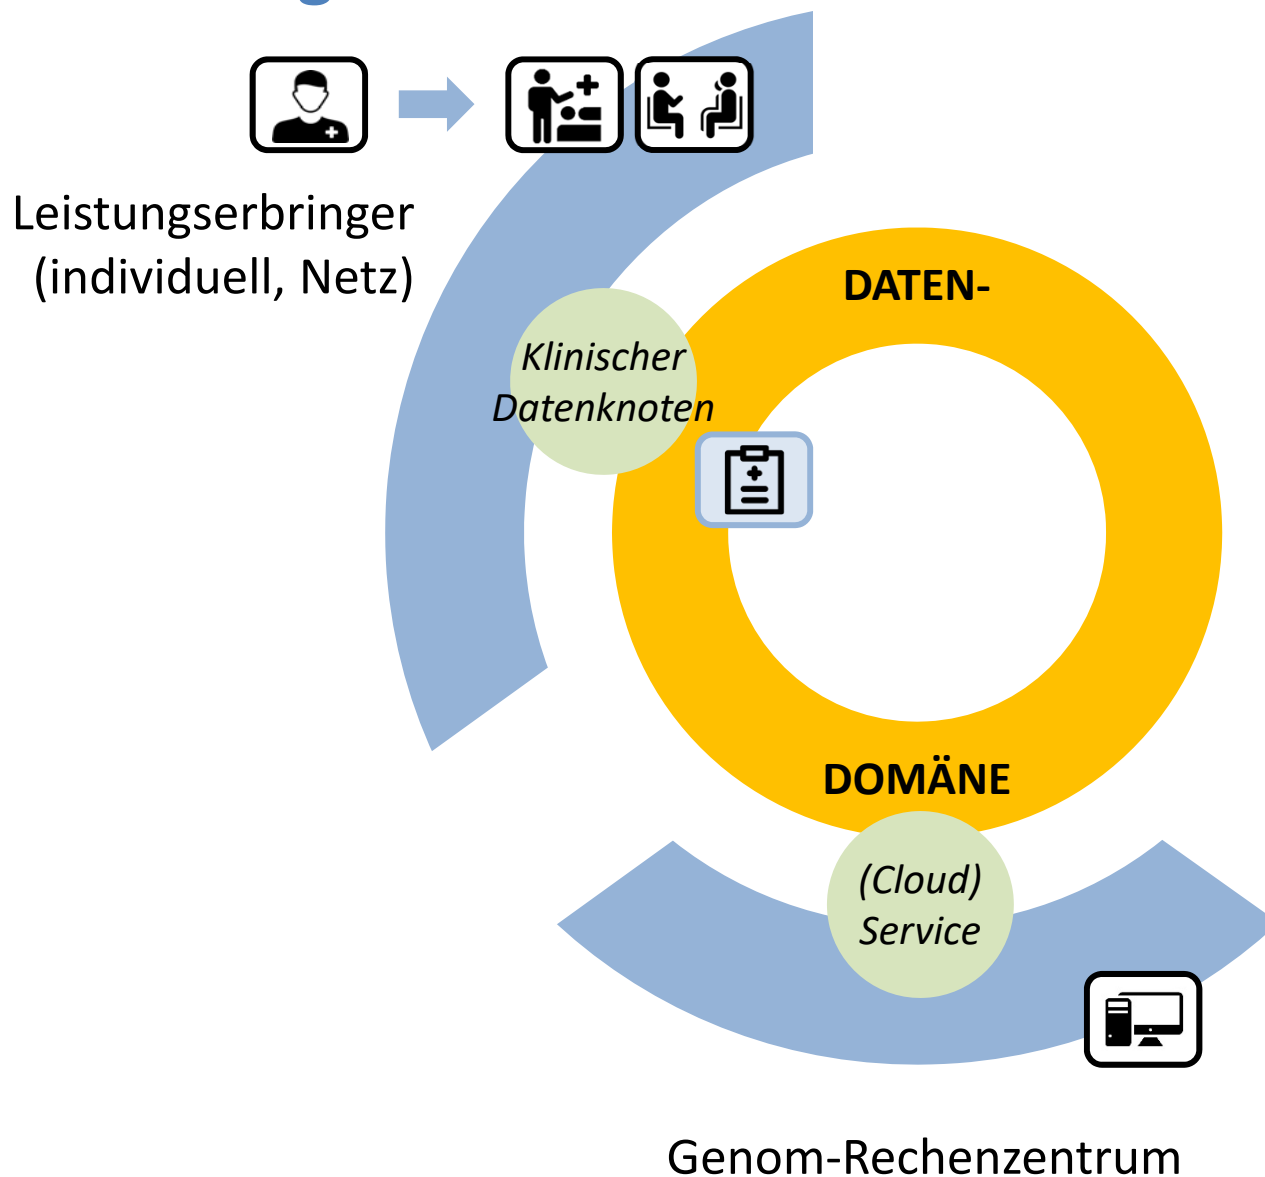 Leistungserbringer
(individuell, Netz)
DATEN-
Klinischer
Datenknoten
DOMÄNE
(Cloud)
Service
Genom-Rechenzentrum